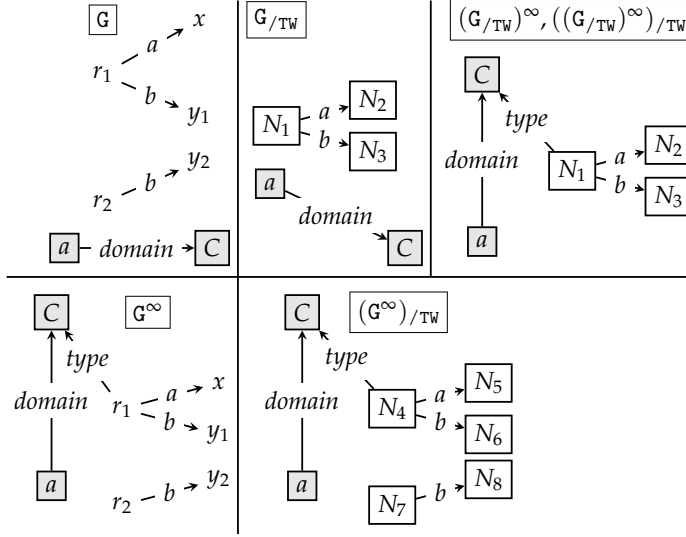 G
r₁ a x
b y₁
r₂ b y₂
a domain C
G/TW
N₁ a N₂
b N₃
a domain C
(G/TW)^∞, ((G/TW)^∞)/TW
C
type
domain
N₁ a N₂
b N₃
a
G^∞
C
type
domain
r₁ a x
b y₁
a
r₂ b y₂
(G^∞)/TW
C
type
domain
N₄ a N₅
b N₆
a
N₇ b N₈